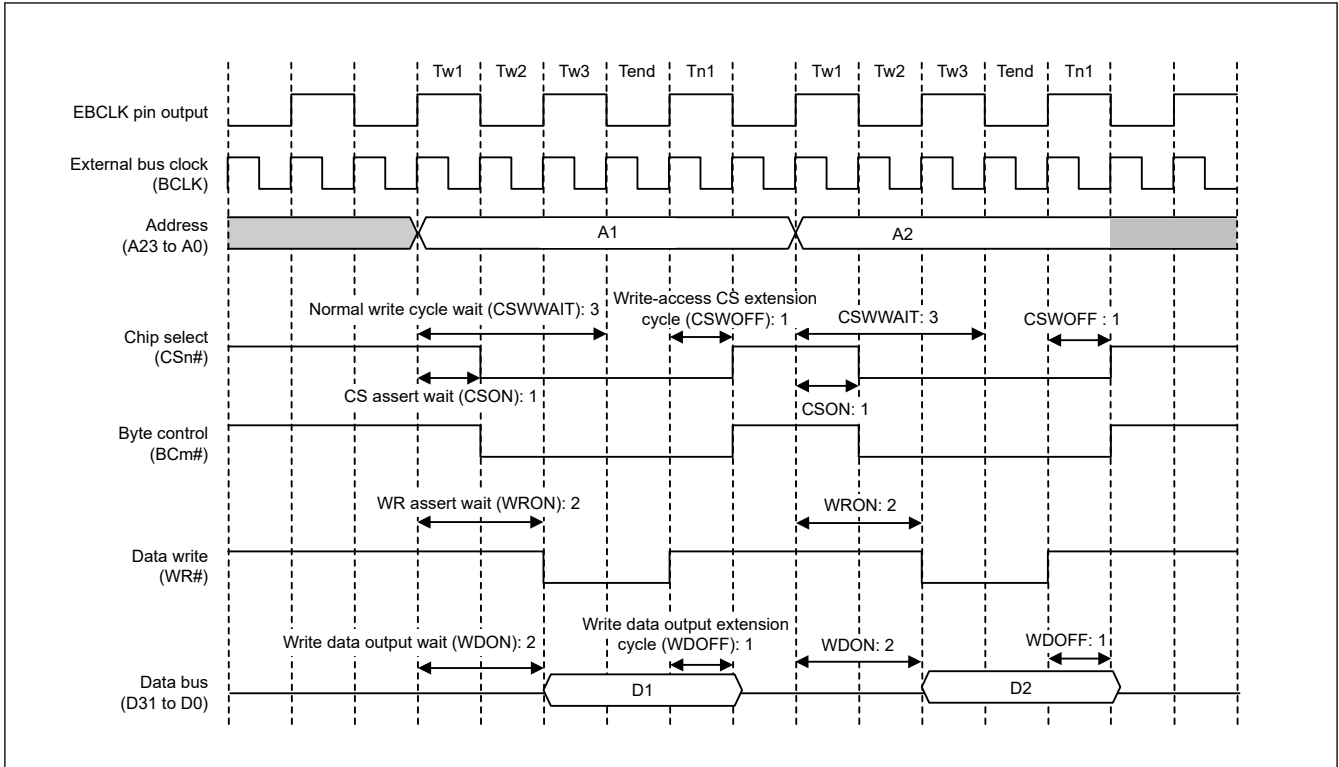 Tw1 Tw2 Tw3 Tend Tn1 Tw1 Tw2 Tw3 Tend Tn1
EBCLK pin output
External bus clock
(BCLK)
Address
(A23 to A0)
A1 A2
Normal write cycle wait (CSWWAIT): 3
Write-access CS extension
cycle (CSWOFF): 1
CSWWAIT: 3
CSWOFF : 1
Chip select
(CSn#)
CS assert wait (CSON): 1
CSON: 1
Byte control
(BCm#)
WR assert wait (WRON): 2
WRON: 2
Data write
(WR#)
Write data output wait (WDON): 2
Write data output extension
cycle (WDOFF): 1
WDON: 2
WDOFF: 1
Data bus
(D31 to D0)
D1 D2